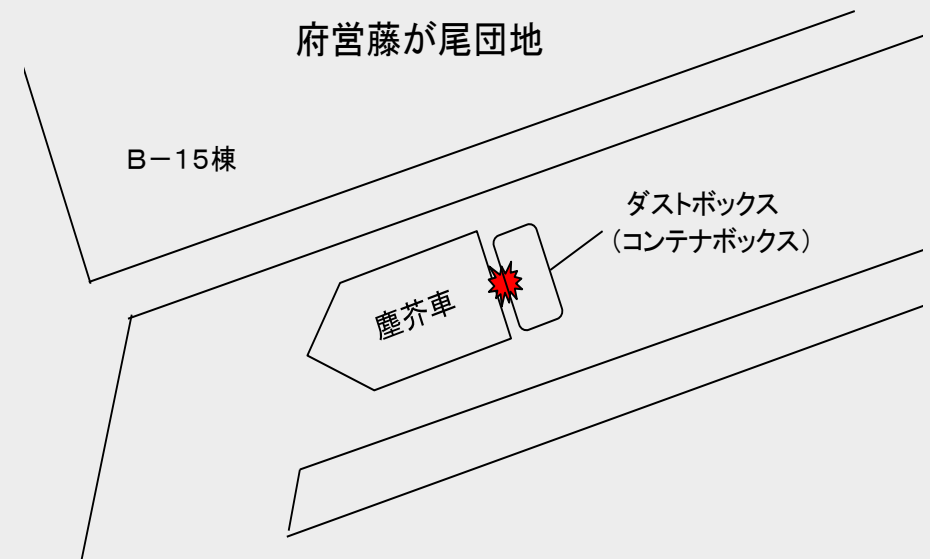 府営藤が尾団地
B－15棟
ダストボックス
（コンテナボックス）
塵芥車